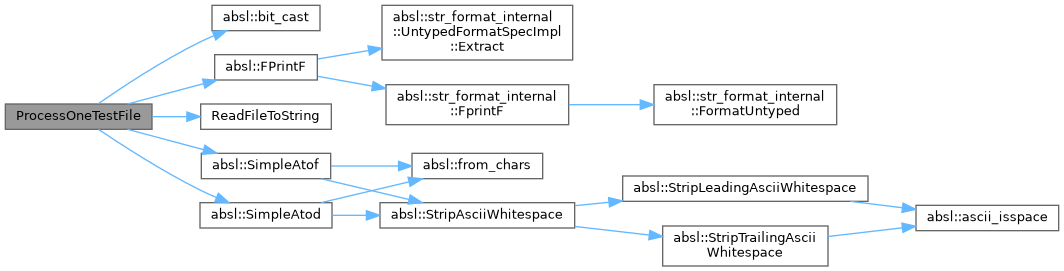 ProcessOneTestFile
absl::bit_cast
absl::FPrintF
ReadFileToString
absl::SimpleAtof
absl::SimpleAtod
absl::str_format_internal
::UntypedFormatSpecImpl
::Extract
absl::str_format_internal
::FprintF
absl::from_chars
absl::StripAsciiWhitespace
absl::str_format_internal
::FormatUntyped
absl::StripLeadingAsciiWhitespace
absl::StripTrailingAscii
Whitespace
absl::ascii_isspace